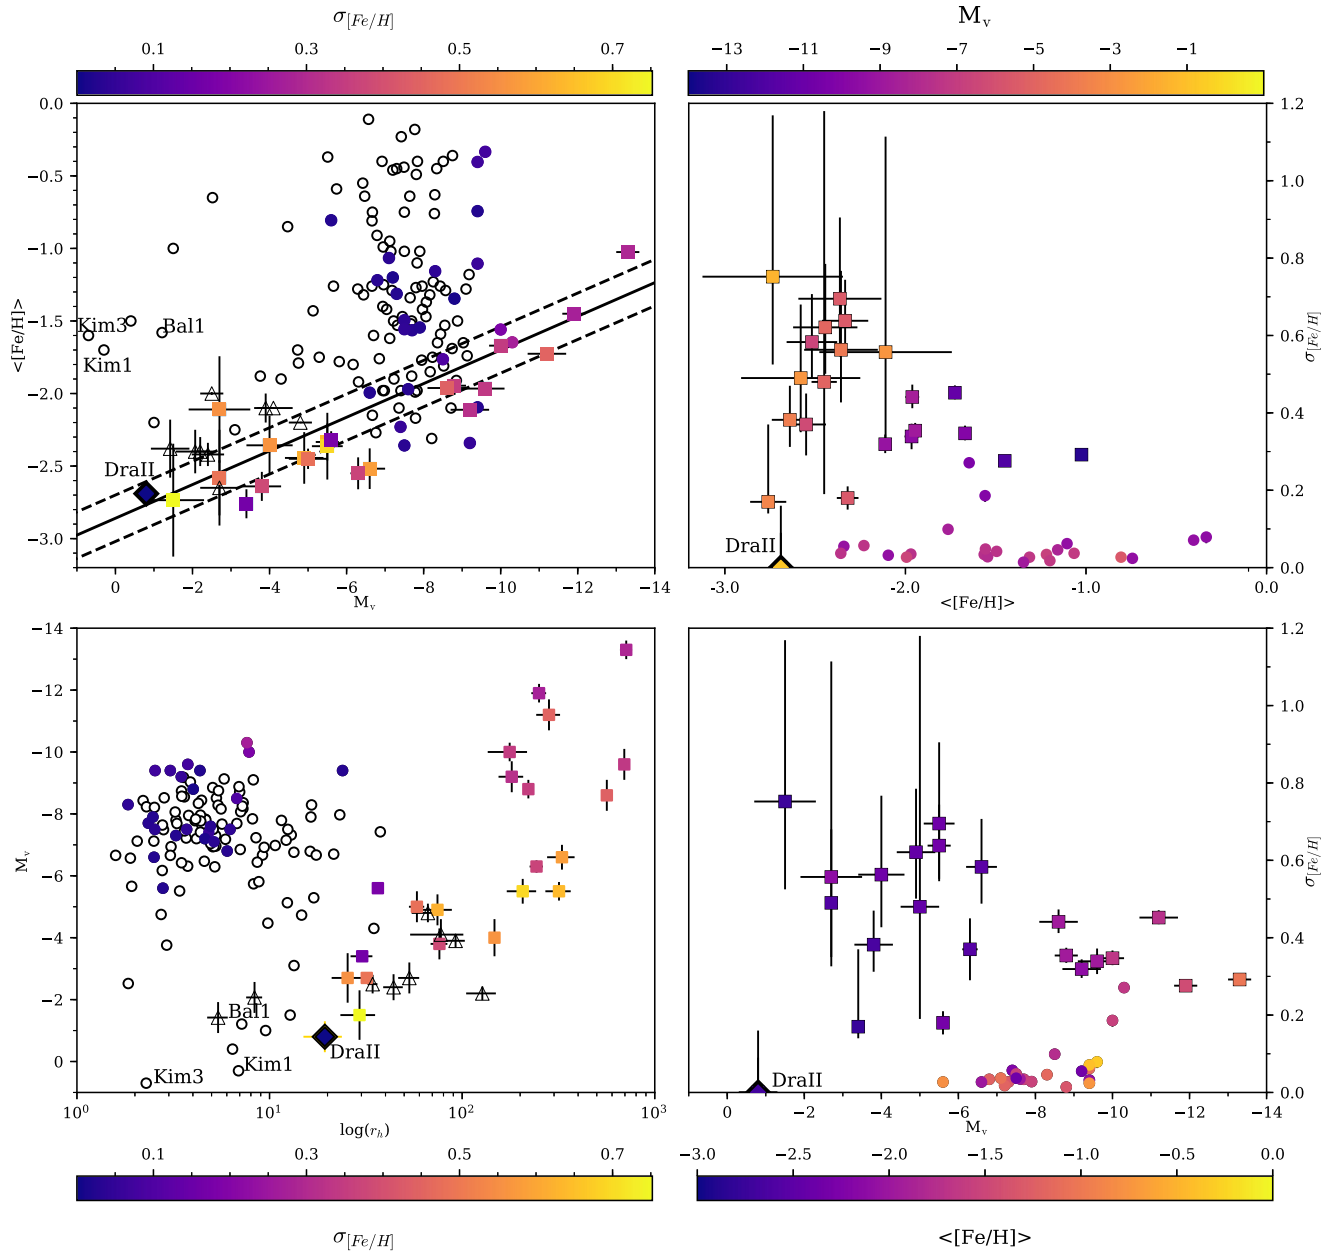 σ[Fe/H]
0.1 0.3 0.5 0.7
M_v
−13 −11 −9 −7 −5 −3 −1
0.0
−0.5
−1.0
−1.5
−2.0
−2.5
−3.0
<[Fe/H]>
Kim3
Bal1
Kim1
DraII
0 −2 −4 −6 −8 −10 −12 −14
M_v
1.2
1.0
0.8
0.6
0.4
0.2
0.0
σ[Fe/H]
DraII
−3.0 −2.0 −1.0 0.0
<[Fe/H]>
−14
−12
−10
−8
−6
−4
−2
0
M_v
Bal1
DraII
Kim1
Kim3
10^0 10^1 10^2 10^3
log(r_h)
1.2
1.0
0.8
0.6
0.4
0.2
0.0
σ[Fe/H]
DraII
0 −2 −4 −6 −8 −10 −12 −14
M_v
0.1 0.3 0.5 0.7
σ[Fe/H]
−3.0 −2.5 −2.0 −1.5 −1.0 −0.5 0.0
<[Fe/H]>